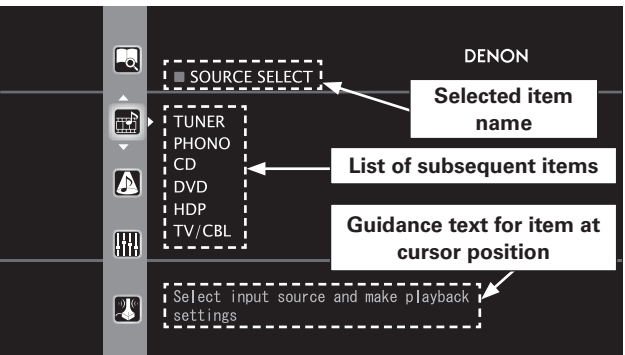 DENON
SOURCE SELECT
Selected item
name
TUNER
PHONO
CD
DVD
HDP
TV/CBL
List of subsequent items
Guidance text for item at
cursor position
Select input source and make playback
settings